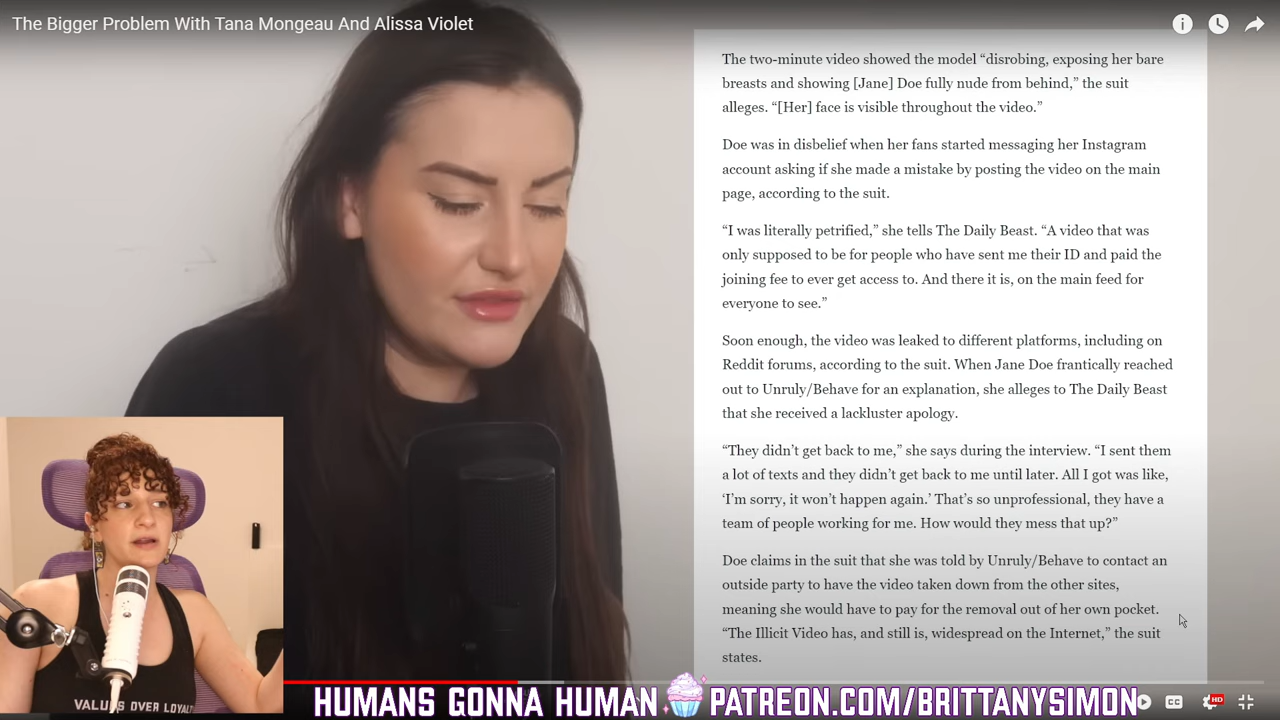 The Bigger Problem With Tana Mongeau And Alissa Violet
The two-minute video showed the model “disrobing, exposing her bare
breasts and showing [Jane] Doe fully nude from behind,” the suit
alleges. “[Her] face is visible throughout the video.”
Doe was in disbelief when her fans started messaging her Instagram
account asking if she made a mistake by posting the video on the main
page, according to the suit.
“I was literally petrified,” she tells The Daily Beast. “A video that was
only supposed to be for people who have sent me their ID and paid the
joining fee to ever get access to. And there it is, on the main feed for
everyone to see.”
Soon enough, the video was leaked to different platforms, including on
Reddit forums, according to the suit. When Jane Doe frantically reached
out to Unruly/Behave for an explanation, she alleges to The Daily Beast
that she received a lackluster apology.
“They didn’t get back to me,” she says during the interview. “I sent them
a lot of texts and they didn’t get back to me until later. All I got was like,
‘I’m sorry, it won’t happen again.’ That’s so unprofessional, they have a
team of people working for me. How would they mess that up?”
Doe claims in the suit that she was told by Unruly/Behave to contact an
outside party to have the video taken down from the other sites,
meaning she would have to pay for the removal out of her own pocket.
“The Illicit Video has, and still is, widespread on the Internet,” the suit
states.
VALUES OVER LOYALTY
HUMANS GONNA HUMAN PATREON.COM/BRITTANYSIMON
CC
HD